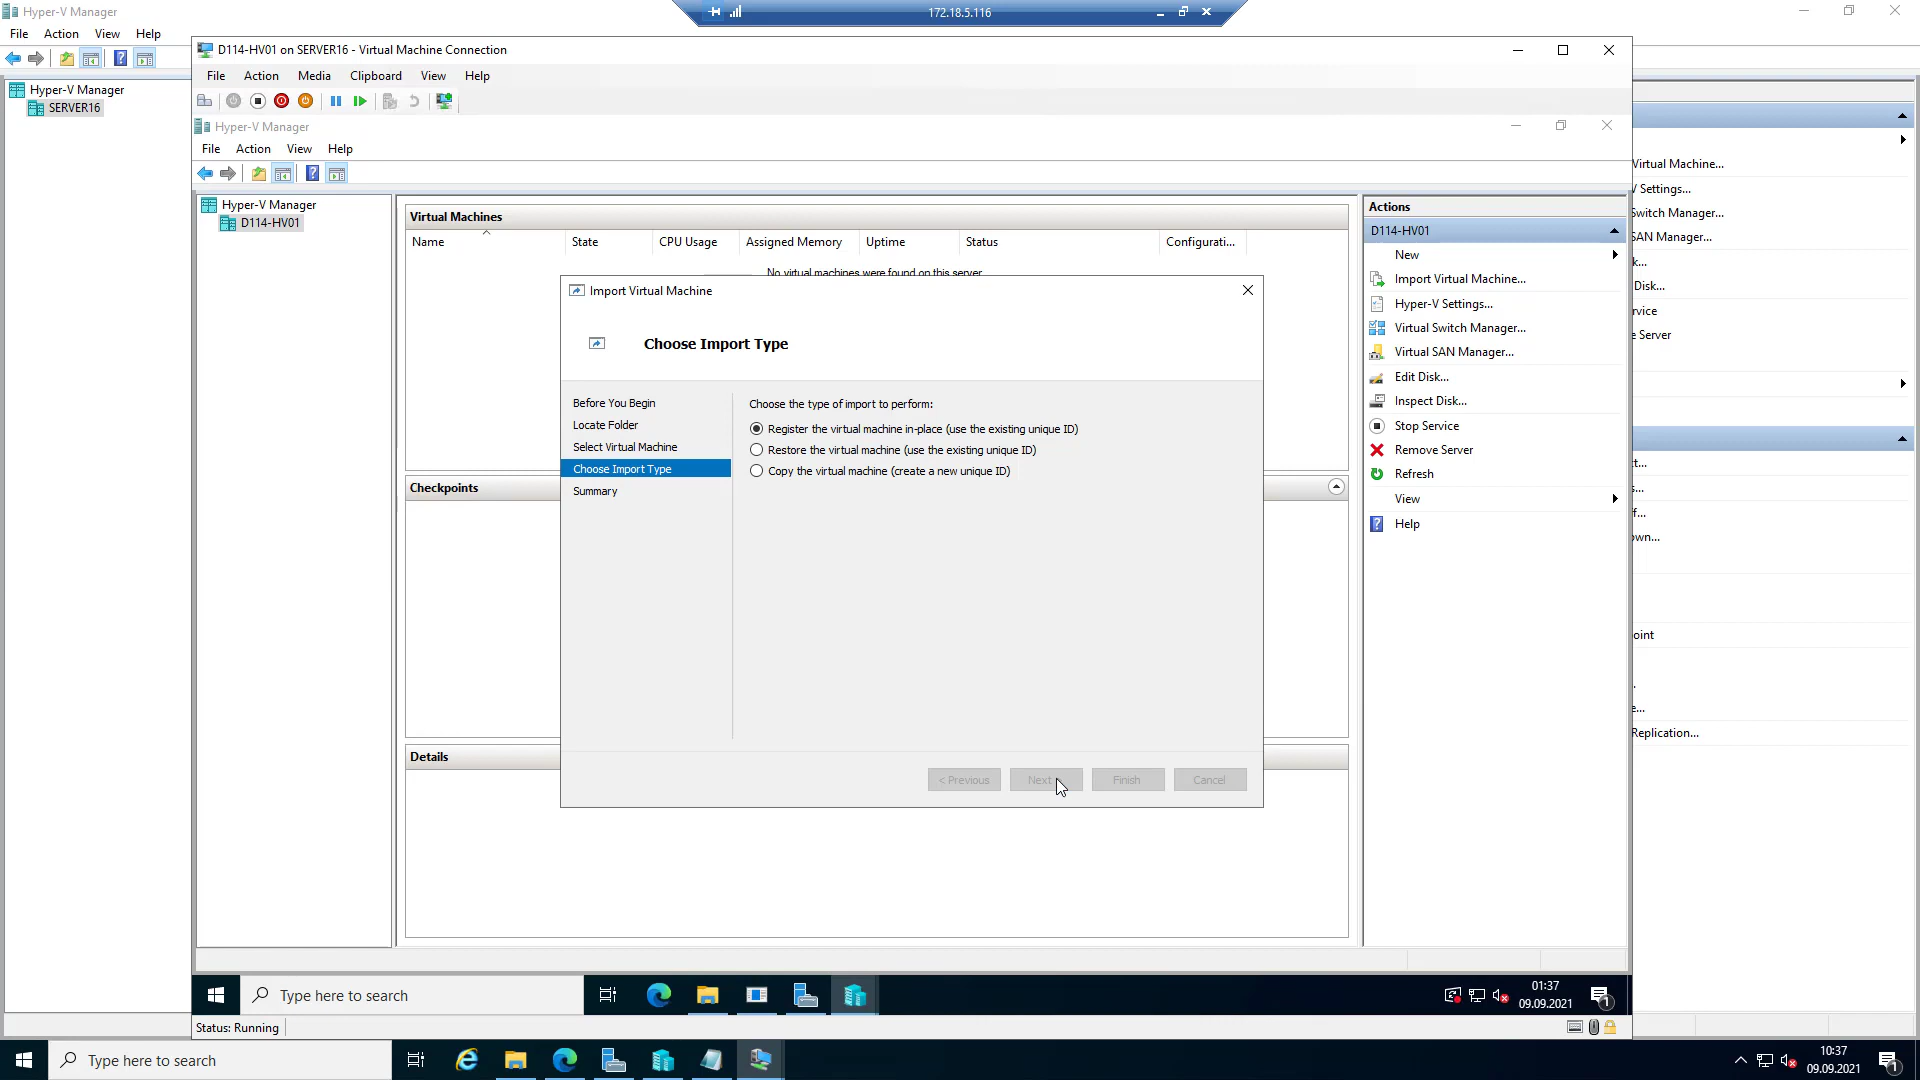 Hyper-V Manager
File Action View Help
172.18.5.116
Hyper-V Manager
SERVER16
D114-HV01 on SERVER16 - Virtual Machine Connection
File Action Media Clipboard View Help
Hyper-V Manager
File Action View Help
Hyper-V Manager
D114-HV01
Virtual Machines
Name State CPU Usage Assigned Memory Uptime Status Configurati...
No virtual machines were found on this server
Import Virtual Machine
Choose Import Type
Before You Begin
Locate Folder
Select Virtual Machine
Choose Import Type
Summary
Choose the type of import to perform:
Register the virtual machine in-place (use the existing unique ID)
Restore the virtual machine (use the existing unique ID)
Copy the virtual machine (create a new unique ID)
< Previous Next Finish Cancel
Checkpoints
Details
Actions
D114-HV01
New
Import Virtual Machine...
Hyper-V Settings...
Virtual Switch Manager...
Virtual SAN Manager...
Edit Disk...
Inspect Disk...
Stop Service
Remove Server
Refresh
View
Help
Virtual Machine...
V Settings...
Switch Manager...
SAN Manager...
k...
Disk...
rvice
e Server
t...
s...
f...
own...
oint
.
e...
Replication...
Type here to search
01:37
09.09.2021
1
Status: Running
Type here to search
10:37
09.09.2021
1